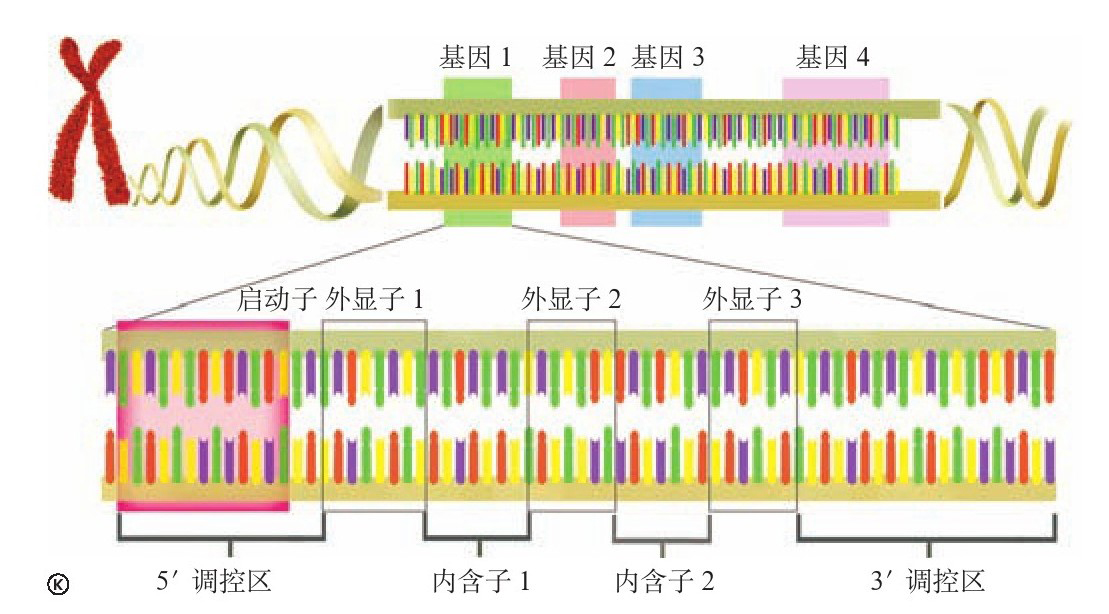 基因 1 基因 2 基因 3 基因 4
启动子 外显子 1 外显子 2 外显子 3
Ⓚ 5′ 调控区 内含子 1 内含子 2 3′ 调控区